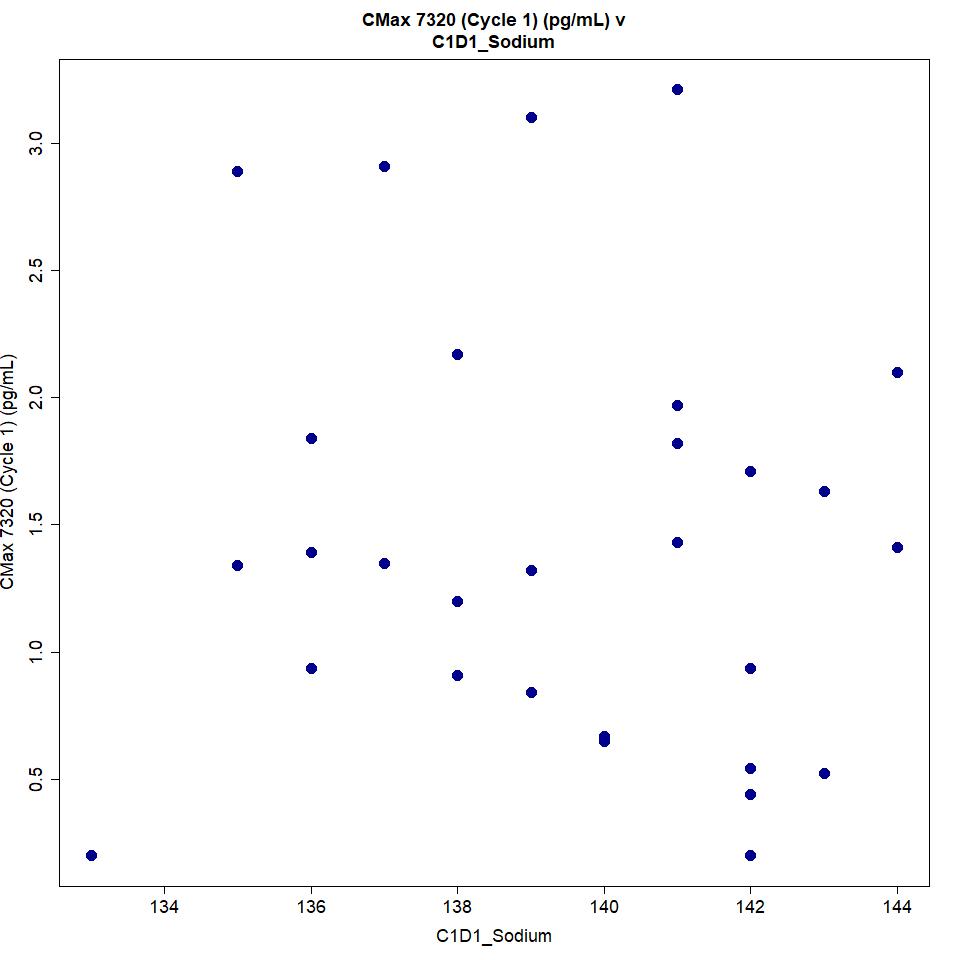 CMax 7320 (Cycle 1) (pg/mL) v
C1D1_Sodium
CMax 7320 (Cycle 1) (pg/mL)
3.0
2.5
2.0
1.5
1.0
0.5
134 136 138 140 142 144
C1D1_Sodium